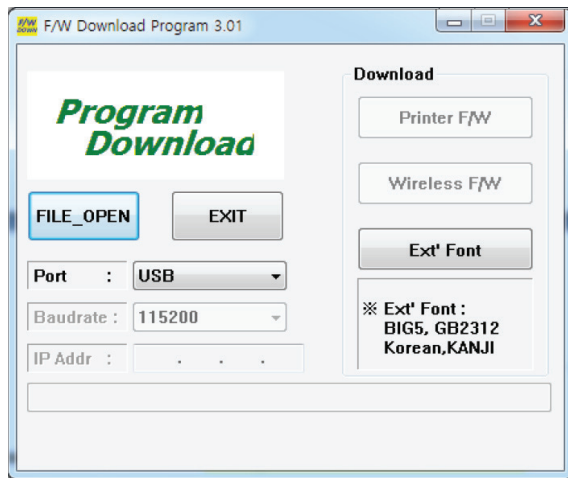 F/W DOWN F/W Download Program 3.01
Program
Download
FILE_OPEN EXIT
Port : USB
Baudrate : 115200
IP Addr : . . .
Download
Printer F/W
Wireless F/W
Ext' Font
※ Ext' Font :
BIG5, GB2312
Korean,KANJI